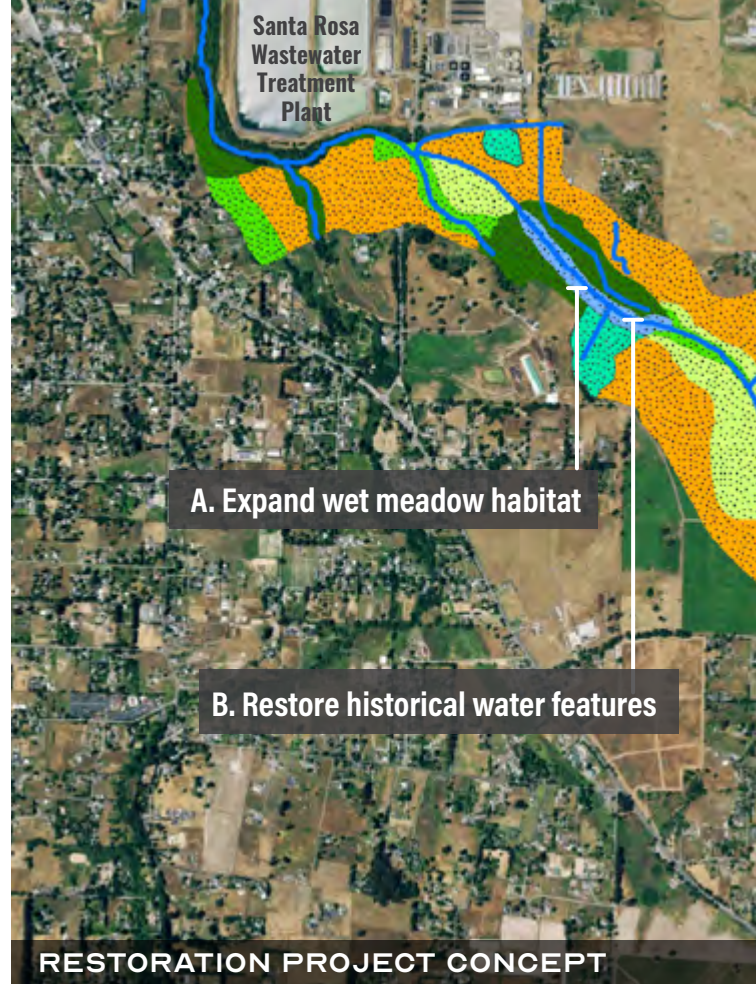 Santa Rosa
Wastewater
Treatment
Plant
A. Expand wet meadow habitat
B. Restore historical water features
RESTORATION PROJECT CONCEPT